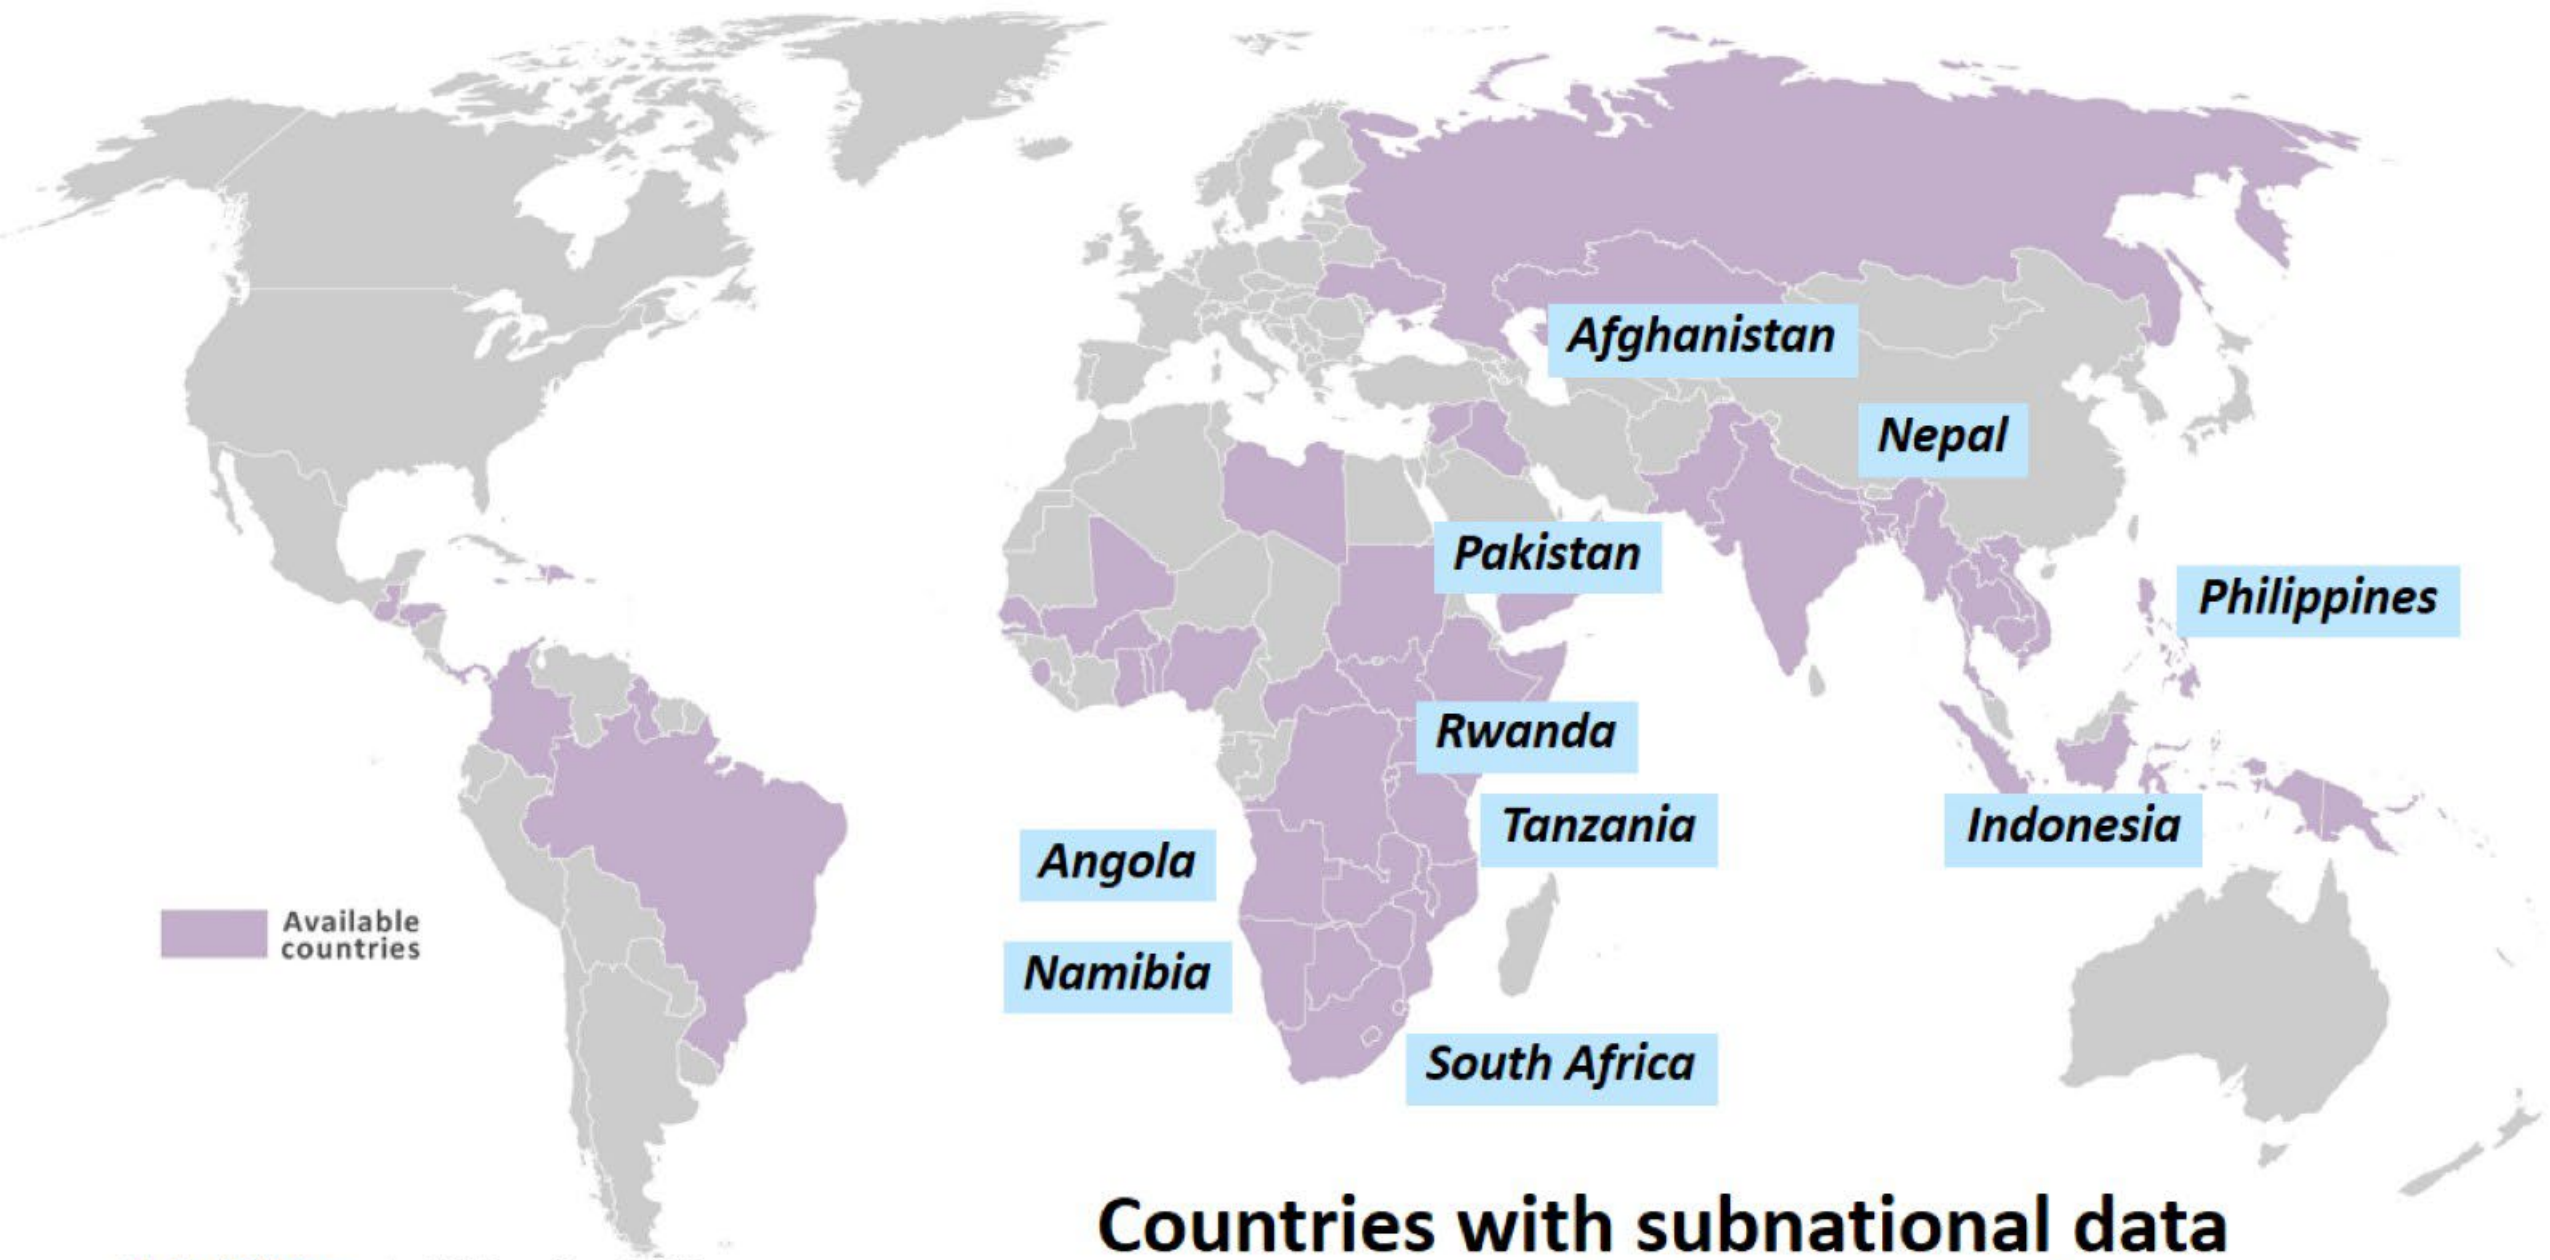 Afghanistan
Nepal
Pakistan
Philippines
Rwanda
Tanzania
Indonesia
Angola
Available
countries
Namibia
South Africa
Countries with subnational data